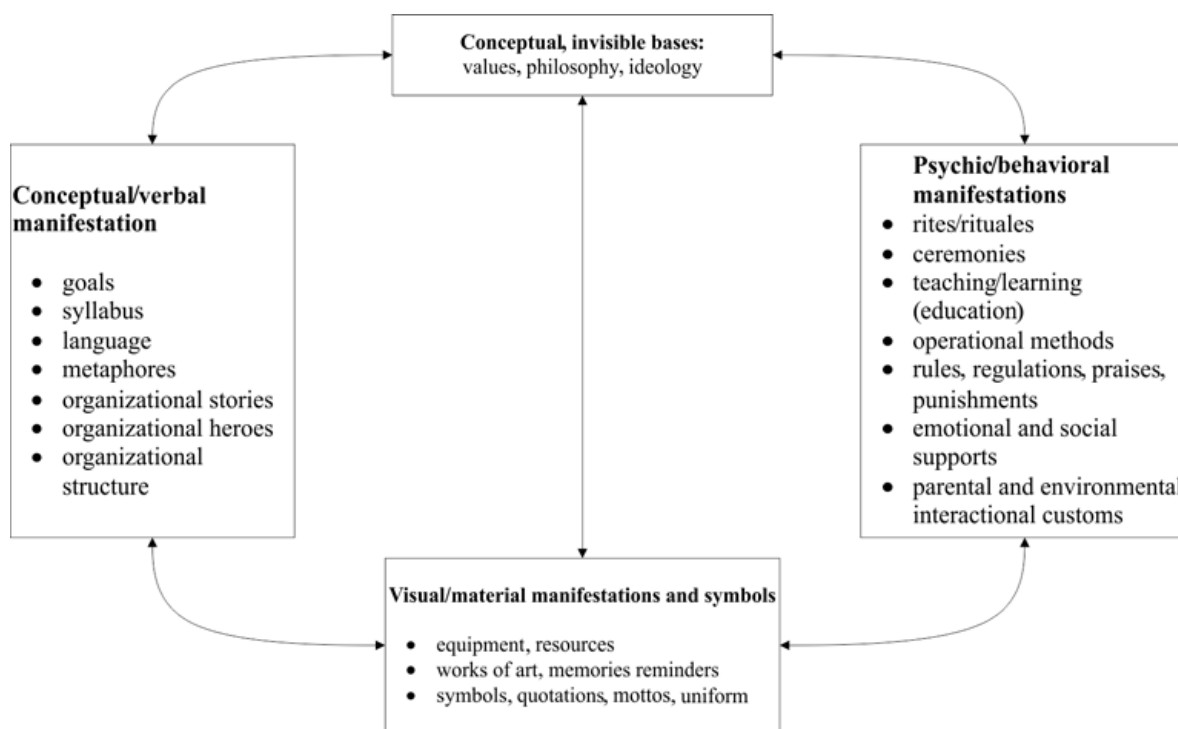 Conceptual, invisible bases:
values, philosophy, ideology
Conceptual/verbal
manifestation
● goals
● syllabus
● language
● metaphores
● organizational stories
● organizational heroes
● organizational
structure
Psychic/behavioral
manifestations
● rites/rituales
● ceremonies
● teaching/learning
(education)
● operational methods
● rules, regulations, praises,
punishments
● emotional and social
supports
● parental and environmental
interactional customs
Visual/material manifestations and symbols
● equipment, resources
● works of art, memories reminders
● symbols, quotations, mottos, uniform